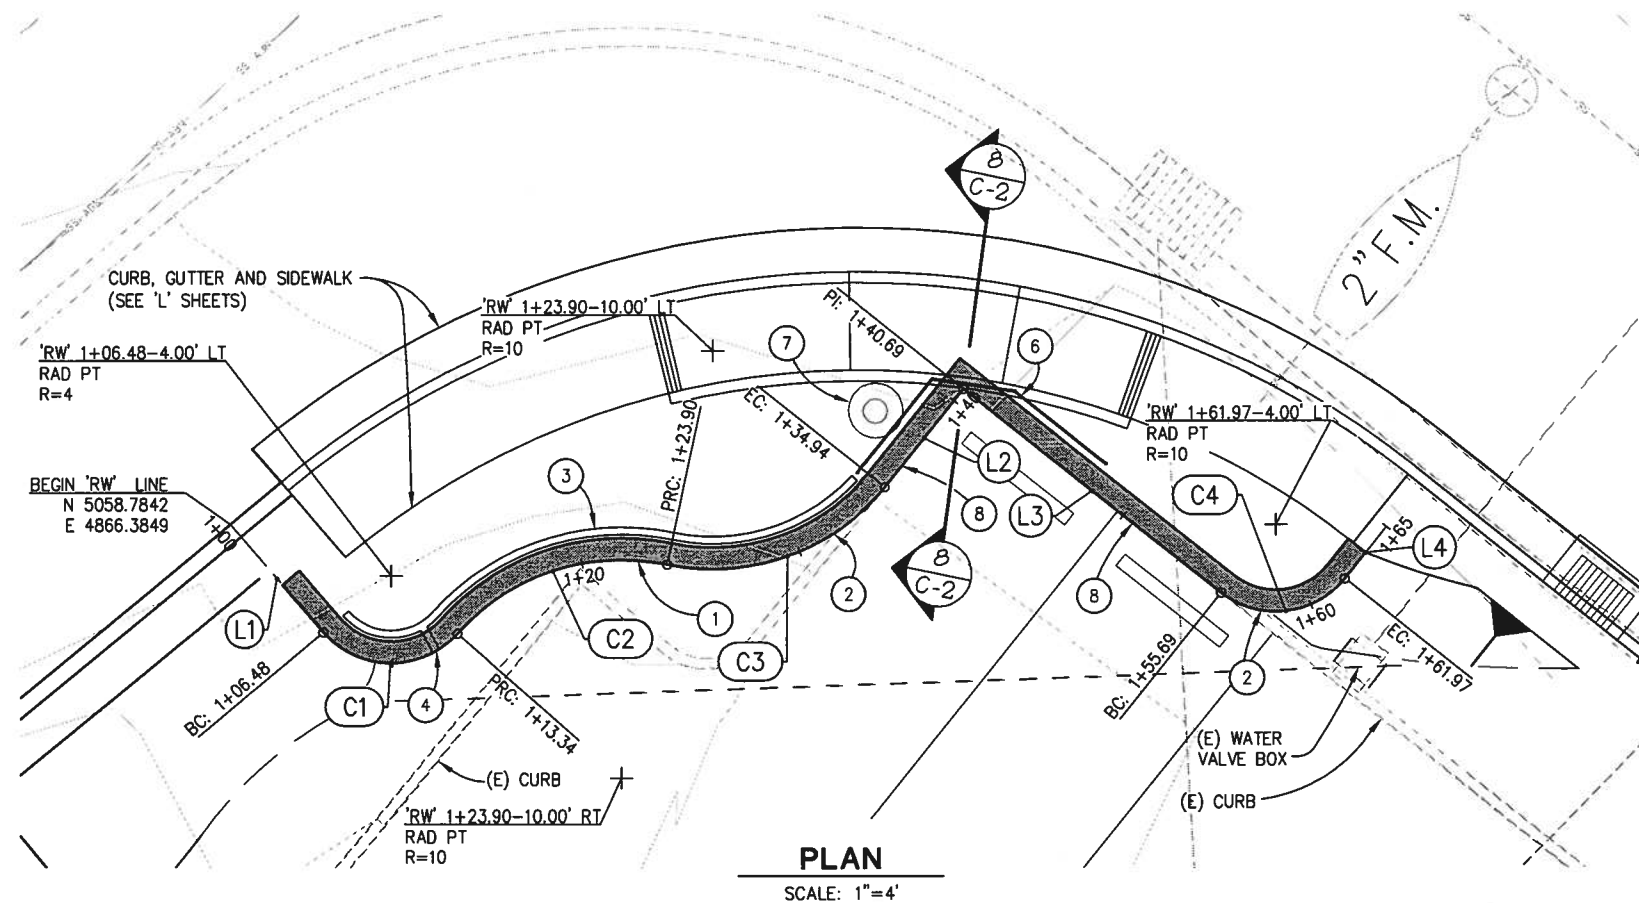 8
C-2
2" F.M.
CURB, GUTTER AND SIDEWALK
(SEE 'L' SHEETS)
'RW' 1+23.90-10.00' LT
RAD PT
R=10
PI: 1+40.69
7
6
'RW' 1+06.48-4.00' LT
RAD PT
R=4
EC: 1+34.94
PRC: 1+23.90
1+40
'RW' 1+61.97-4.00' LT
RAD PT
R=10
BEGIN 'RW' LINE
N 5058.7842
E 4866.3849
1+00
3
L2
8
L3
C4
1+65
L4
8
C-2
L1
1+20
1
2
8
1+60
C2
C3
BC: 1+06.48
C1
4
PRC: 1+13.34
BC: 1+55.69
2
EC: 1+61.97
(E) CURB
(E) WATER
VALVE BOX
(E) CURB
'RW' 1+23.90-10.00' RT
RAD PT
R=10
PLAN
SCALE: 1"=4'